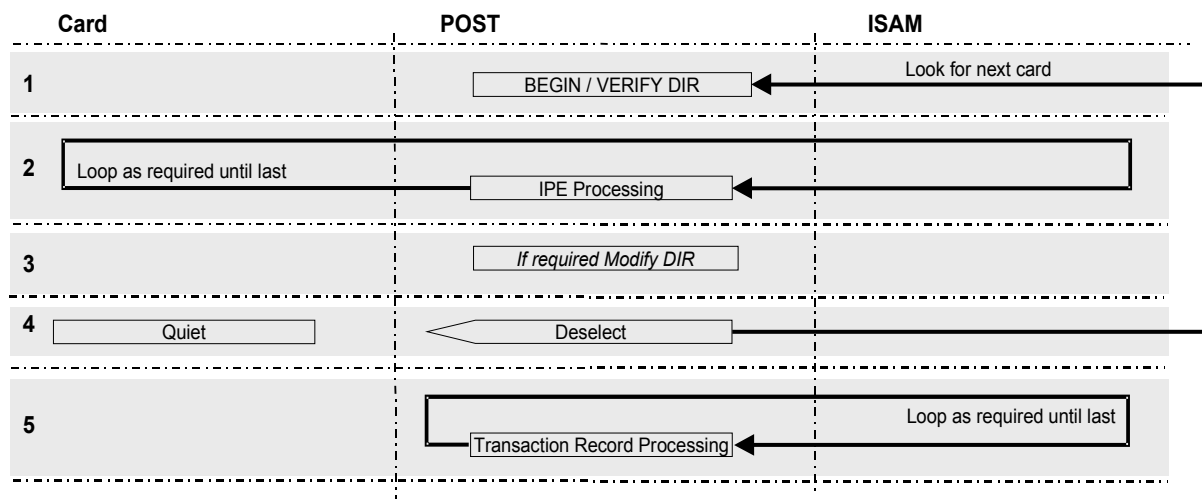 Card POST ISAM
1 BEGIN / VERIFY DIR Look for next card
2 Loop as required until last IPE Processing
3 If required Modify DIR
4 Quiet Deselect
5 Loop as required until last
Transaction Record Processing